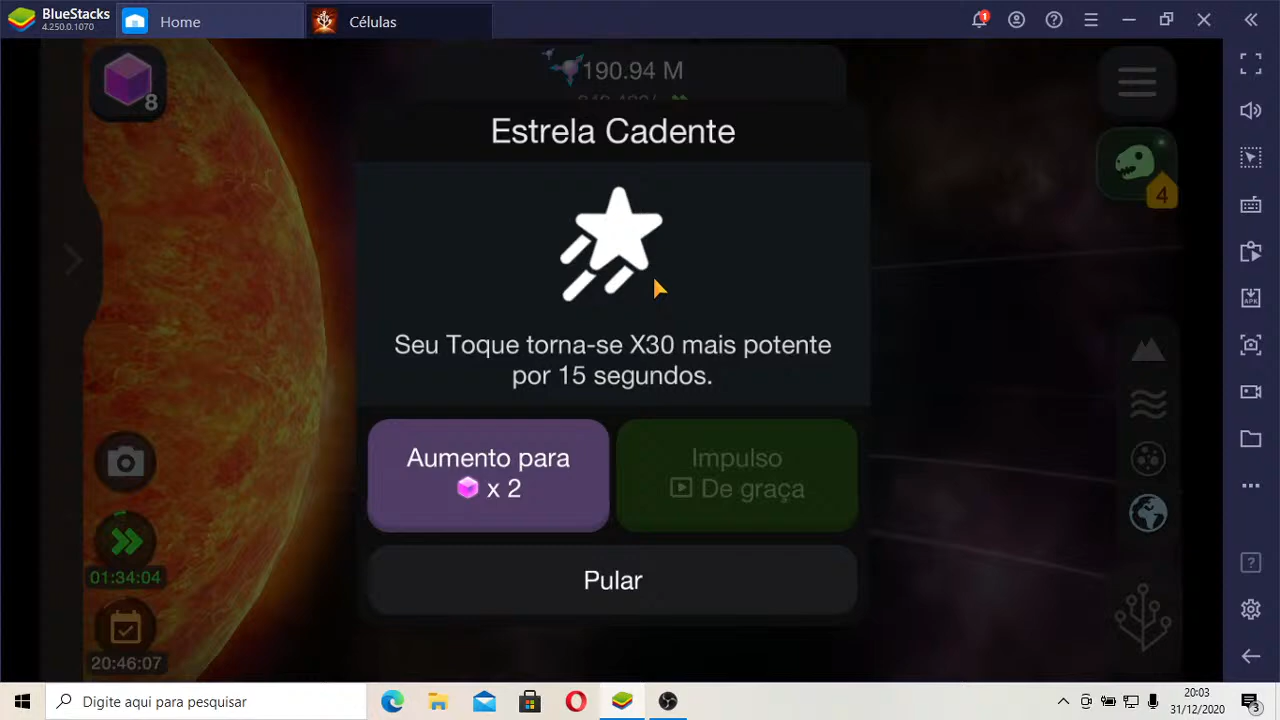 BlueStacks
4.250.0.1070
Home
Células
1
8
190.94 M
Estrela Cadente
4
Seu Toque torna-se X30 mais potente
por 15 segundos.
Aumento para
x 2
Impulso
De graça
Pular
01:34:04
20:46:07
Digite aqui para pesquisar
20:03
31/12/2020
3